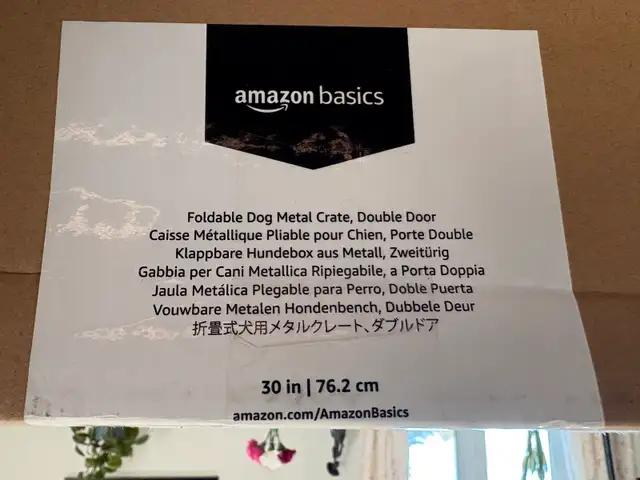 amazon basics
Foldable Dog Metal Crate, Double Door
Caisse Métallique Pliable pour Chien, Porte Double
Klappbare Hundebox aus Metall, Zweitürig
Gabbia per Cani Metallica Ripiegabile, a Porta Doppia
Jaula Metálica Plegable para Perro, Doble Puerta
Vouwbare Metalen Hondenbench, Dubbele Deur
折畳式犬用メタルクレート、ダブルドア
30 in | 76.2 cm
amazon.com/AmazonBasics